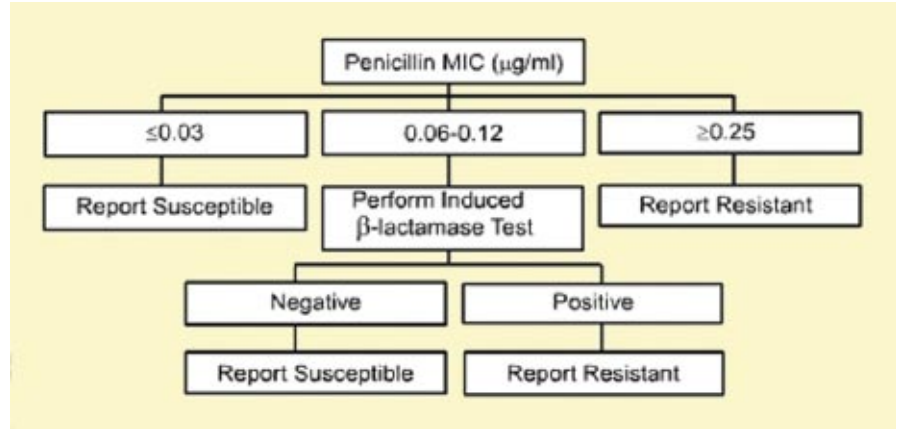 Penicillin MIC (µg/ml)
≤0.03
0.06-0.12
≥0.25
Report Susceptible
Perform Induced
β-lactamase Test
Report Resistant
Negative
Positive
Report Susceptible
Report Resistant